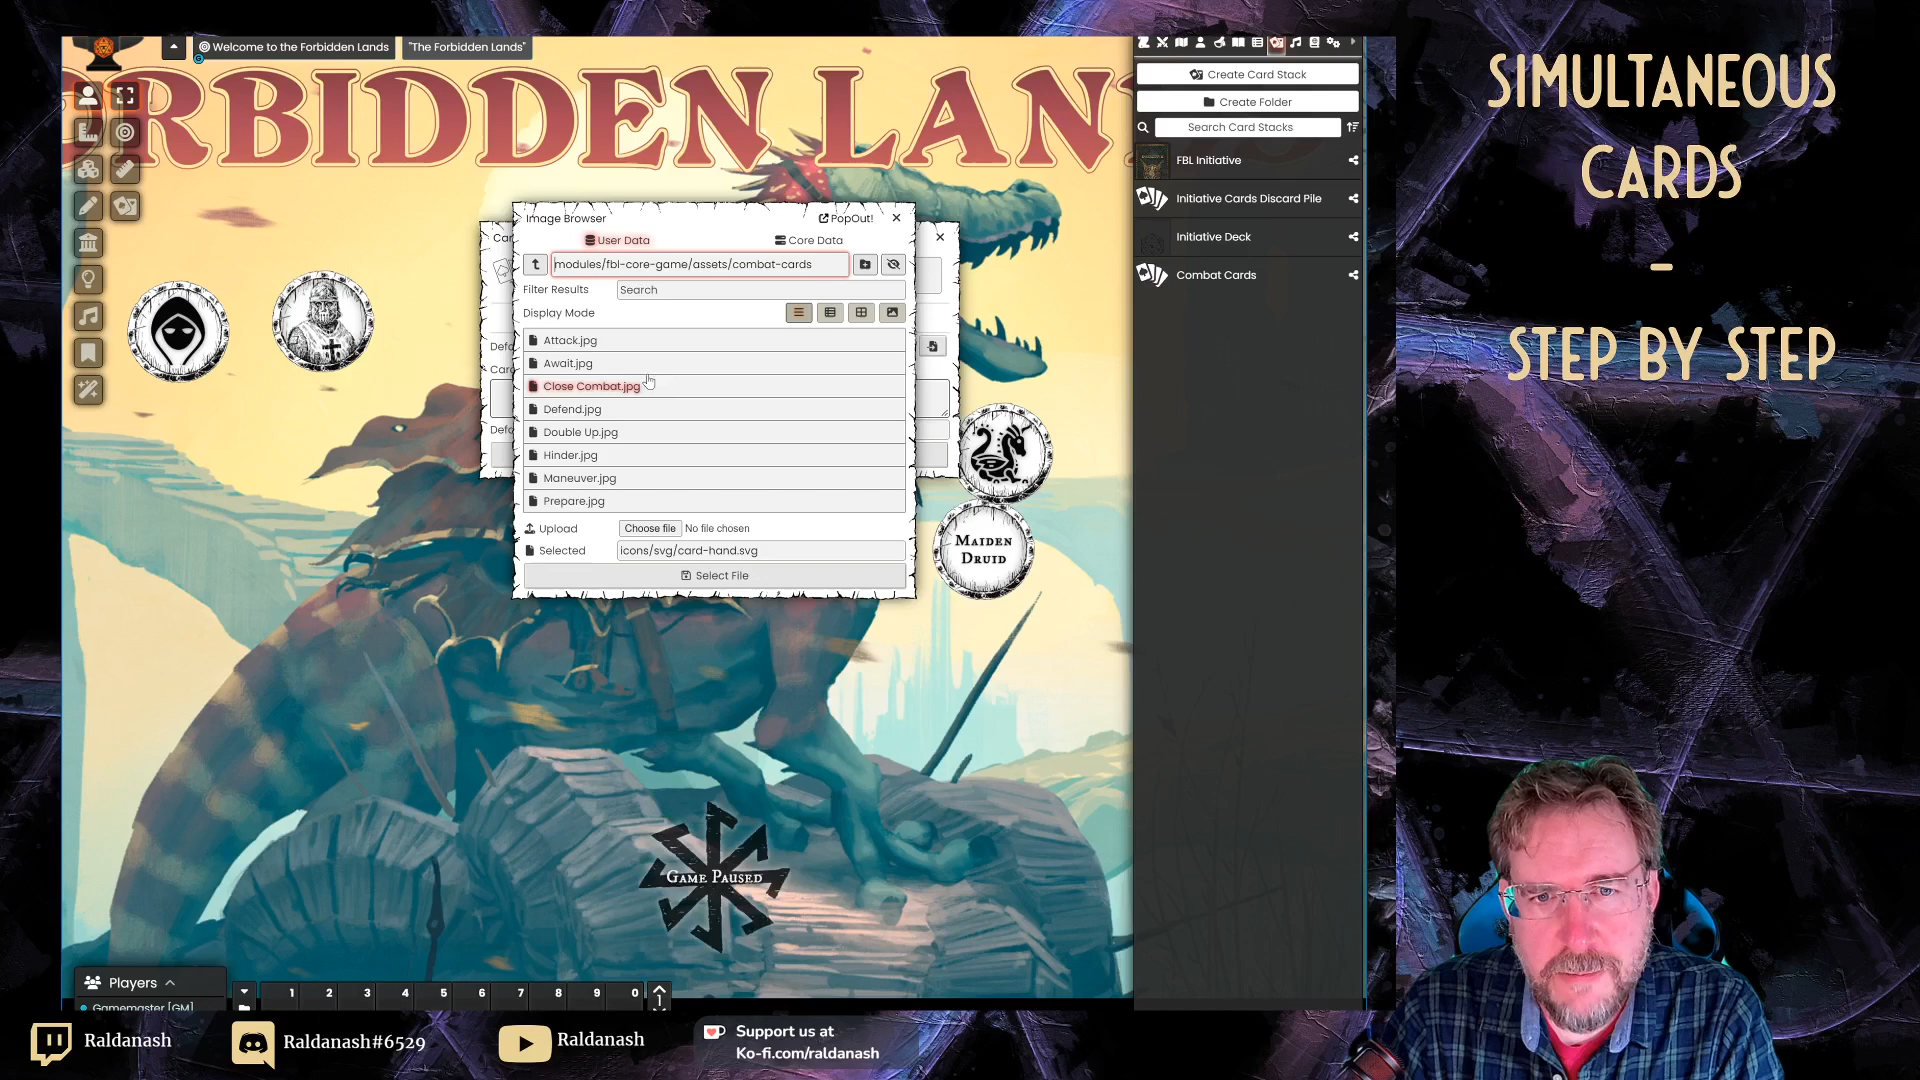 Welcome to the Forbidden Lands
"The Forbidden Lands"
ORBIDDEN LAN
SIMULTANEOUS
CARDS
-
STEP BY STEP
Create Card Stack
Create Folder
Search Card Stacks
FBL Initiative
Initiative Cards Discard Pile
Initiative Deck
Combat Cards
Image Browser
PopOut!
User Data
Core Data
modules/fbl-core-game/assets/combat-cards
Filter Results
Search
Display Mode
Attack.jpg
Await.jpg
Close Combat.jpg
Defend.jpg
Double Up.jpg
Hinder.jpg
Maneuver.jpg
Prepare.jpg
Upload
Choose file
No file chosen
Selected
icons/svg/card-hand.svg
Select File
MAIDEN
DRUID
GAME PAUSED
Players
Gamemaster [GM]
1 2 3 4 5 6 7 8 9 0
1
Raldanash
Raldanash#6529
Raldanash
Support us at
Ko-fi.com/raldanash